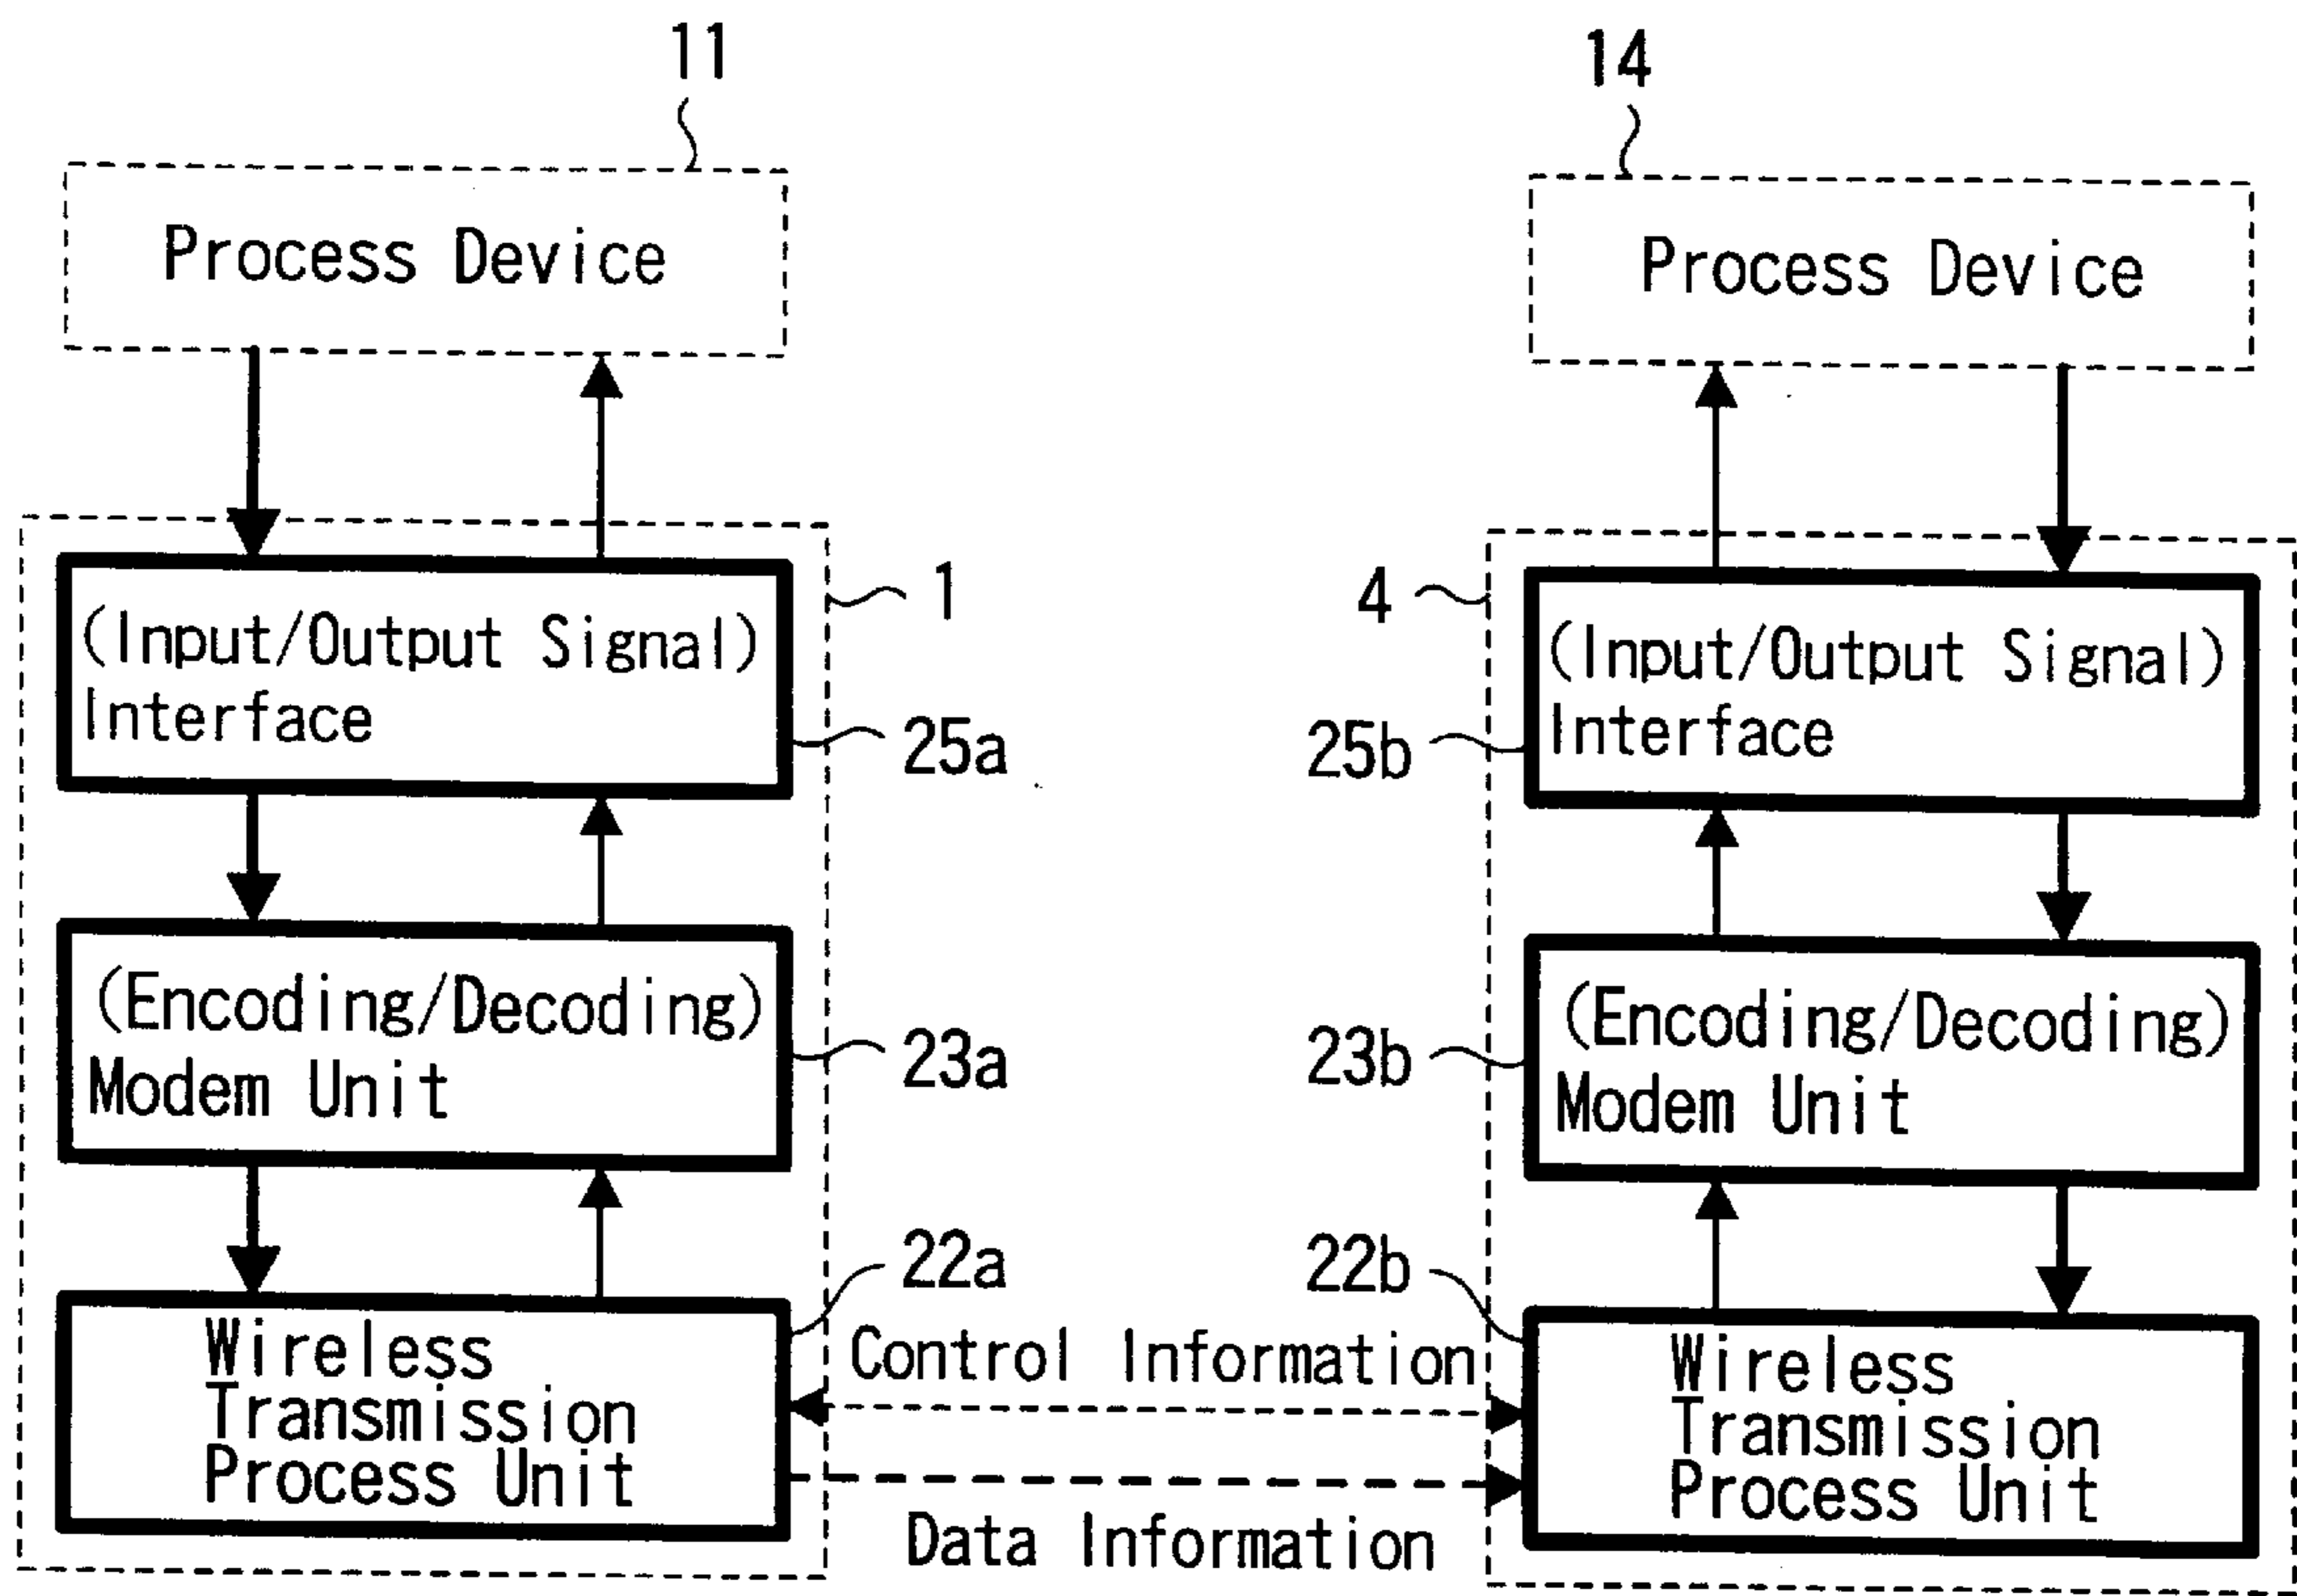 11
14
Process Device
Process Device
1
4
(Input/Output Signal)
Interface
25a
25b
(Input/Output Signal)
Interface
(Encoding/Decoding)
Modem Unit
23a
23b
(Encoding/Decoding)
Modem Unit
22a
22b
Wireless
Transmission
Process Unit
Control Information
Data Information
Wireless
Transmission
Process Unit